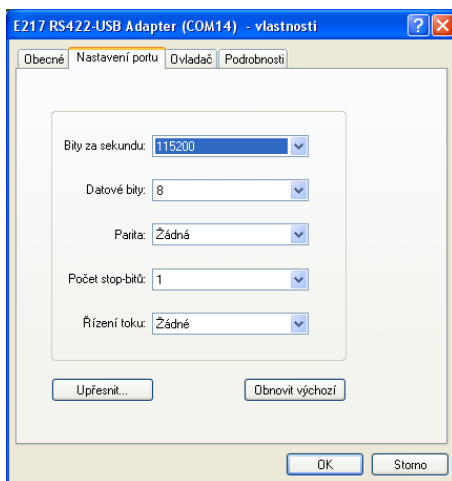 E217 RS422-USB Adapter (COM14) - vlastnosti
Obecné Nastavení portu Ovladač Podrobnosti
Bity za sekundu: 115200
Datové bity: 8
Parita: Žádná
Počet stop-bitů: 1
Řízení toku: Žádné
Upřesnit... Obnovit výchozí
OK Storno